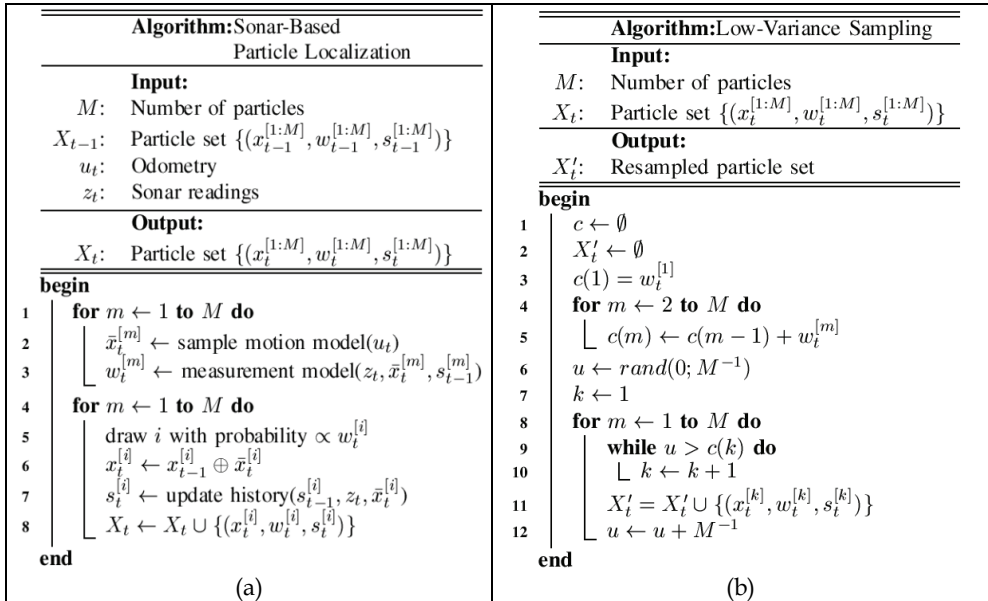 Algorithm:Sonar-Based
Particle Localization
Input:
M: Number of particles
X_{t-1}: Particle set {(x_{t-1}^{[1:M]}, w_{t-1}^{[1:M]}, s_{t-1}^{[1:M]})}
u_t: Odometry
z_t: Sonar readings
Output:
X_t: Particle set {(x_t^{[1:M]}, w_t^{[1:M]}, s_t^{[1:M]})}
begin
1 for m ← 1 to M do
2 x̄_t^{[m]} ← sample motion model(u_t)
3 w_t^{[m]} ← measurement model(z_t, x̄_t^{[m]}, s_{t-1}^{[m]})
4 for m ← 1 to M do
5 draw i with probability ∝ w_t^{[i]}
6 x_t^{[i]} ← x_{t-1}^{[i]} ⊕ x̄_t^{[i]}
7 s_t^{[i]} ← update history(s_{t-1}^{[i]}, z_t, x̄_t^{[i]})
8 X_t ← X_t ∪ {(x_t^{[i]}, w_t^{[i]}, s_t^{[i]})}
end
(a)
Algorithm:Low-Variance Sampling
Input:
M: Number of particles
X_t: Particle set {(x_t^{[1:M]}, w_t^{[1:M]}, s_t^{[1:M]})}
Output:
X'_t: Resampled particle set
begin
1 c ← ∅
2 X'_t ← ∅
3 c(1) = w_t^{[1]}
4 for m ← 2 to M do
5 c(m) ← c(m − 1) + w_t^{[m]}
6 u ← rand(0; M^{-1})
7 k ← 1
8 for m ← 1 to M do
9 while u > c(k) do
10 k ← k + 1
11 X'_t = X'_t ∪ {(x_t^{[k]}, w_t^{[k]}, s_t^{[k]})}
12 u ← u + M^{-1}
end
(b)